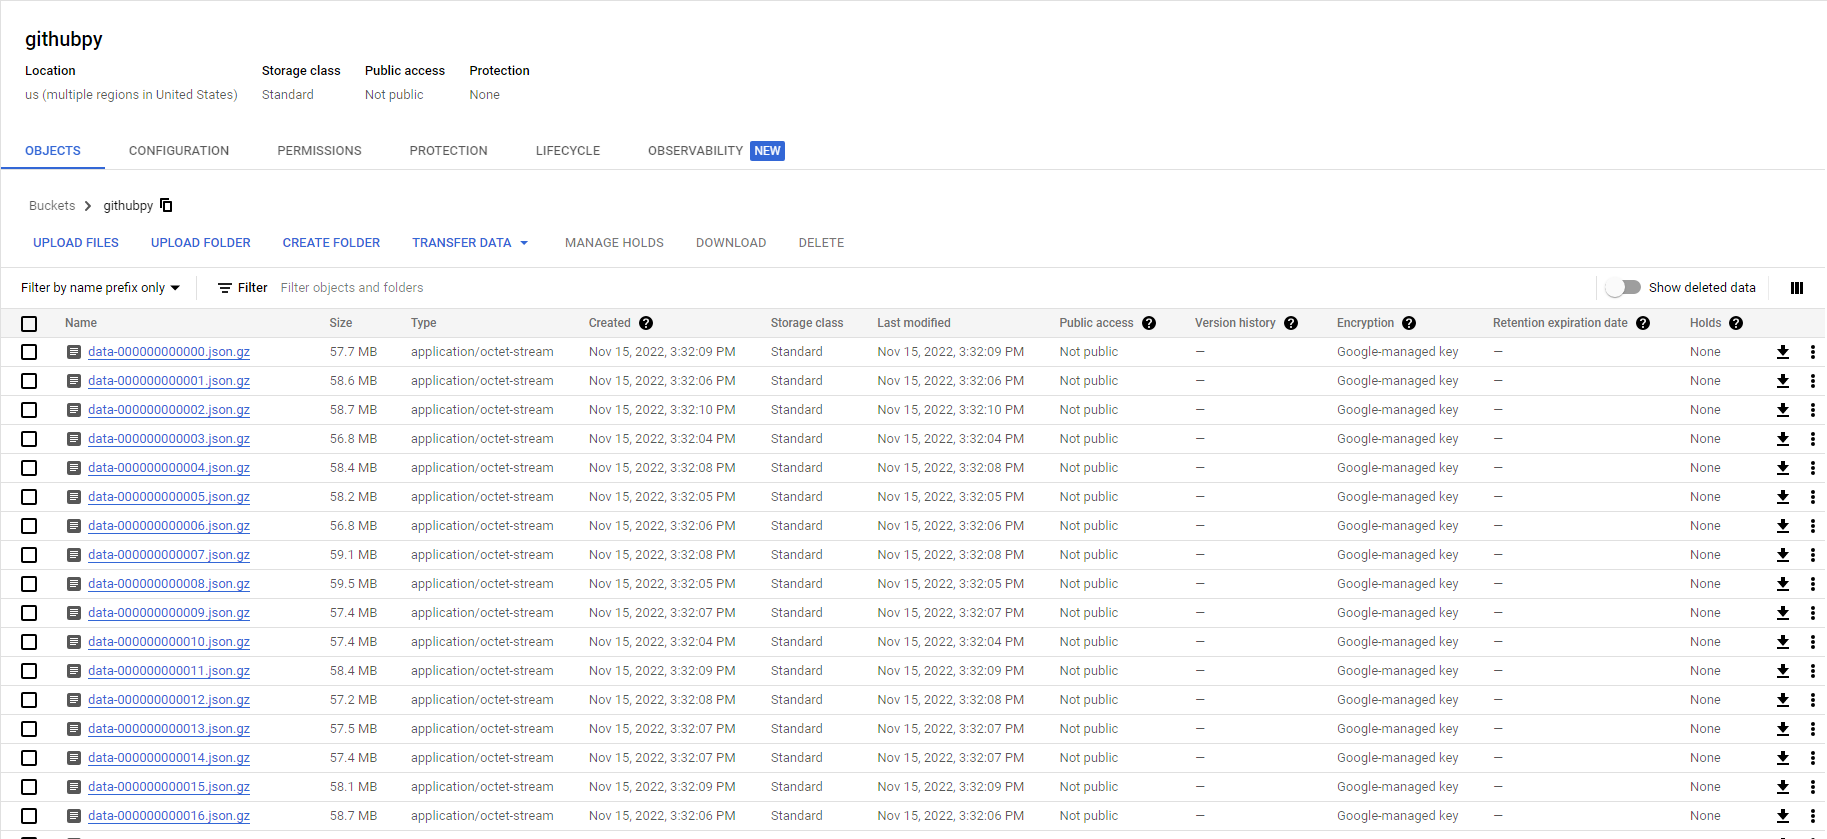 githubpy
Location Storage class Public access Protection
us (multiple regions in United States) Standard Not public None
OBJECTS CONFIGURATION PERMISSIONS PROTECTION LIFECYCLE OBSERVABILITY NEW
Buckets githubpy
UPLOAD FILES UPLOAD FOLDER CREATE FOLDER TRANSFER DATA MANAGE HOLDS DOWNLOAD DELETE
Filter by name prefix only Filter Filter objects and folders Show deleted data
Name Size Type Created Storage class Last modified Public access Version history Encryption Retention expiration date Holds
data-000000000000.json.gz 57.7 MB application/octet-stream Nov 15, 2022, 3:32:09 PM Standard Nov 15, 2022, 3:32:09 PM Not public — Google-managed key — None
data-000000000001.json.gz 58.6 MB application/octet-stream Nov 15, 2022, 3:32:06 PM Standard Nov 15, 2022, 3:32:06 PM Not public — Google-managed key — None
data-000000000002.json.gz 58.7 MB application/octet-stream Nov 15, 2022, 3:32:10 PM Standard Nov 15, 2022, 3:32:10 PM Not public — Google-managed key — None
data-000000000003.json.gz 56.8 MB application/octet-stream Nov 15, 2022, 3:32:04 PM Standard Nov 15, 2022, 3:32:04 PM Not public — Google-managed key — None
data-000000000004.json.gz 58.4 MB application/octet-stream Nov 15, 2022, 3:32:08 PM Standard Nov 15, 2022, 3:32:08 PM Not public — Google-managed key — None
data-000000000005.json.gz 58.2 MB application/octet-stream Nov 15, 2022, 3:32:05 PM Standard Nov 15, 2022, 3:32:05 PM Not public — Google-managed key — None
data-000000000006.json.gz 56.8 MB application/octet-stream Nov 15, 2022, 3:32:06 PM Standard Nov 15, 2022, 3:32:06 PM Not public — Google-managed key — None
data-000000000007.json.gz 59.1 MB application/octet-stream Nov 15, 2022, 3:32:08 PM Standard Nov 15, 2022, 3:32:08 PM Not public — Google-managed key — None
data-000000000008.json.gz 59.5 MB application/octet-stream Nov 15, 2022, 3:32:05 PM Standard Nov 15, 2022, 3:32:05 PM Not public — Google-managed key — None
data-000000000009.json.gz 57.4 MB application/octet-stream Nov 15, 2022, 3:32:07 PM Standard Nov 15, 2022, 3:32:07 PM Not public — Google-managed key — None
data-000000000010.json.gz 57.4 MB application/octet-stream Nov 15, 2022, 3:32:04 PM Standard Nov 15, 2022, 3:32:04 PM Not public — Google-managed key — None
data-000000000011.json.gz 58.4 MB application/octet-stream Nov 15, 2022, 3:32:09 PM Standard Nov 15, 2022, 3:32:09 PM Not public — Google-managed key — None
data-000000000012.json.gz 57.2 MB application/octet-stream Nov 15, 2022, 3:32:08 PM Standard Nov 15, 2022, 3:32:08 PM Not public — Google-managed key — None
data-000000000013.json.gz 57.5 MB application/octet-stream Nov 15, 2022, 3:32:07 PM Standard Nov 15, 2022, 3:32:07 PM Not public — Google-managed key — None
data-000000000014.json.gz 57.4 MB application/octet-stream Nov 15, 2022, 3:32:07 PM Standard Nov 15, 2022, 3:32:07 PM Not public — Google-managed key — None
data-000000000015.json.gz 58.1 MB application/octet-stream Nov 15, 2022, 3:32:09 PM Standard Nov 15, 2022, 3:32:09 PM Not public — Google-managed key — None
data-000000000016.json.gz 58.7 MB application/octet-stream Nov 15, 2022, 3:32:06 PM Standard Nov 15, 2022, 3:32:06 PM Not public — Google-managed key — None